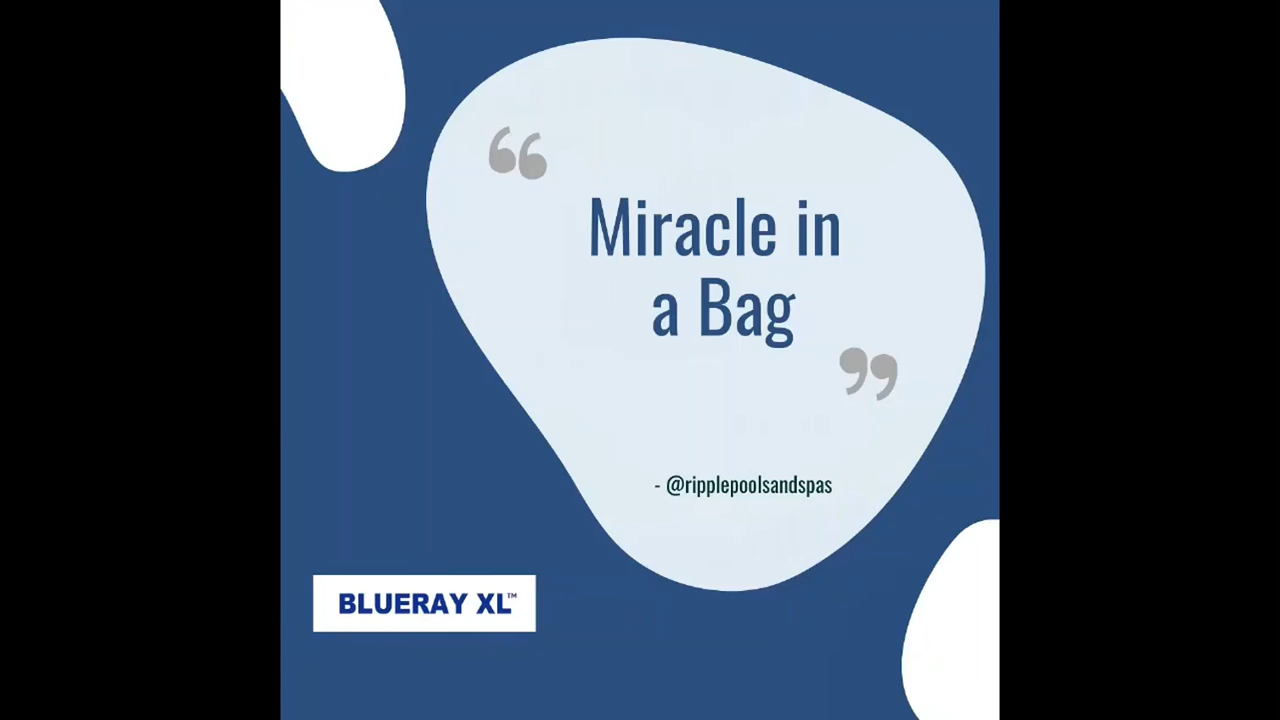 “
Miracle in
a Bag
”
- @ripplepoolsandspas
BLUERAY XL™